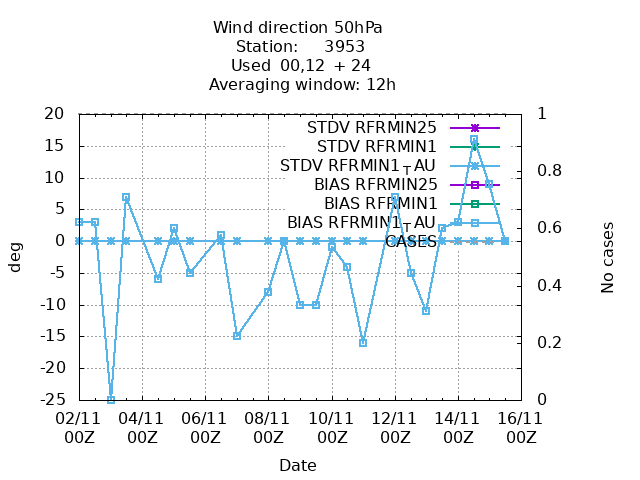 Wind direction 50hPa
Station: 3953
Used 00,12 + 24
Averaging window: 12h
20
15
10
5
0
-5
-10
-15
-20
-25
deg
1
0.8
0.6
0.4
0.2
0
No cases
STDV RFRMIN25
STDV RFRMIN1
STDV RFRMIN1TAU
BIAS RFRMIN25
BIAS RFRMIN1
BIAS RFRMIN1TAU
CASES
02/11 04/11 06/11 08/11 10/11 12/11 14/11 16/11
00Z 00Z 00Z 00Z 00Z 00Z 00Z 00Z
Date